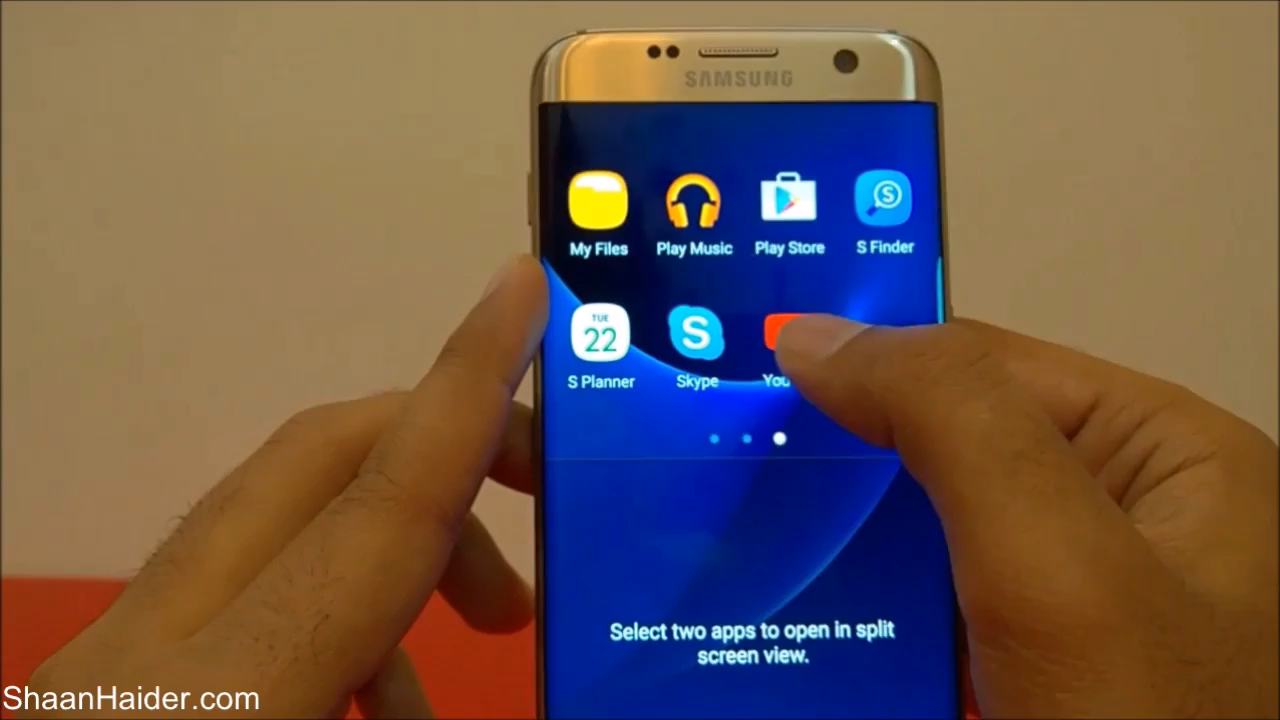 SAMSUNG
My Files Play Music Play Store S Finder
TUE
22
S
S Planner Skype You
Select two apps to open in split
screen view.
ShaanHaider.com